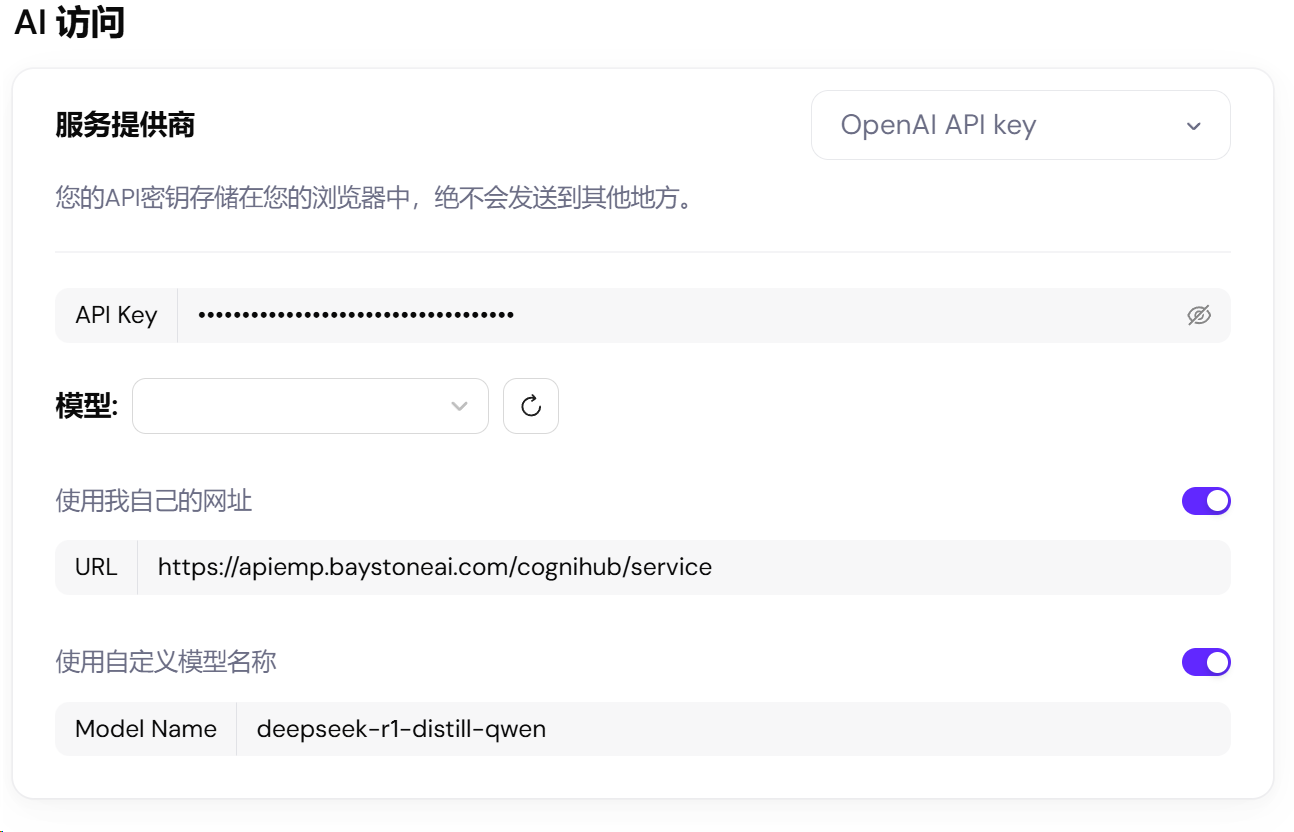 AI 访问
服务提供商
OpenAI API key
您的API密钥存储在您的浏览器中，绝不会发送到其他地方。
API Key ••••••••••••••••••••••••••••••••••••
模型:
使用我自己的网址
URL https://apiemp.baystoneai.com/cognihub/service
使用自定义模型名称
Model Name deepseek-r1-distill-qwen